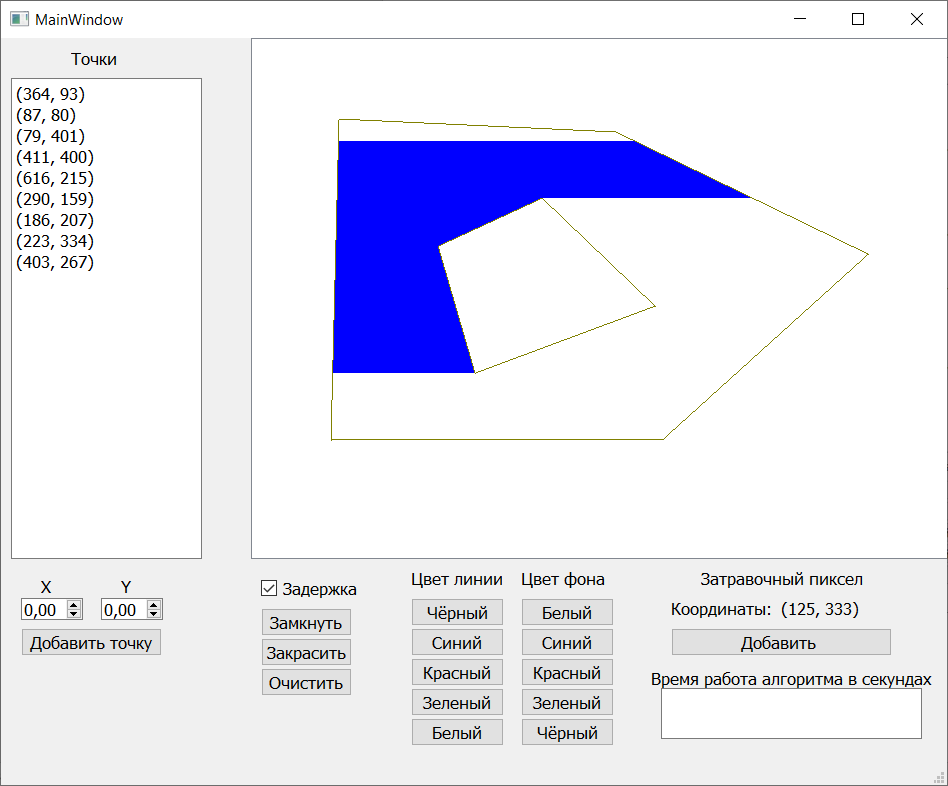 MainWindow
Точки
(364, 93)
(87, 80)
(79, 401)
(411, 400)
(616, 215)
(290, 159)
(186, 207)
(223, 334)
(403, 267)
X Y
0,00 0,00
Добавить точку
Задержка
Замкнуть
Закрасить
Очистить
Цвет линии
Чёрный
Синий
Красный
Зеленый
Белый
Цвет фона
Белый
Синий
Красный
Зеленый
Чёрный
Затравочный пиксел
Координаты: (125, 333)
Добавить
Время работа алгоритма в секундах